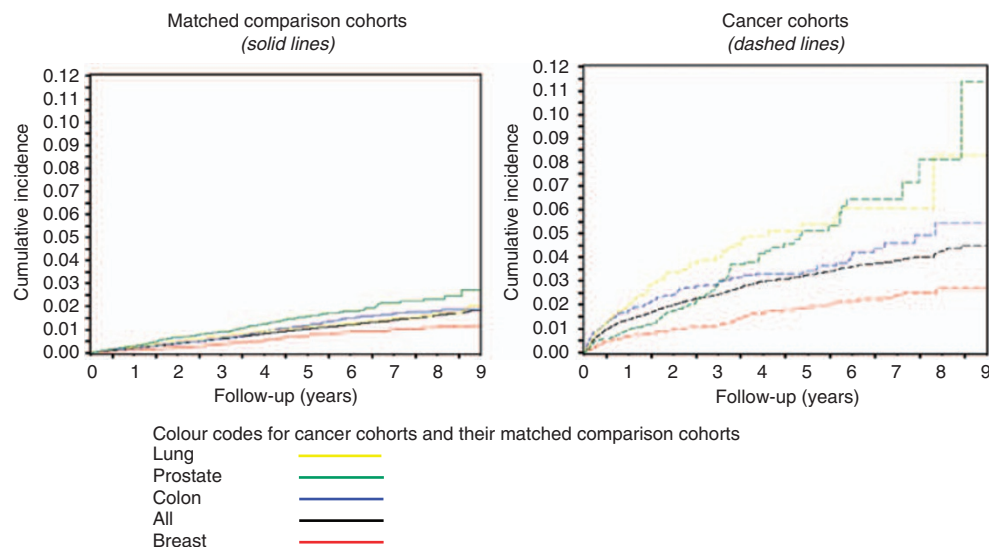 Matched comparison cohorts
(solid lines)
Cumulative incidence
0.12
0.11
0.10
0.09
0.08
0.07
0.06
0.05
0.04
0.03
0.02
0.01
0.00
0 1 2 3 4 5 6 7 8 9
Follow-up (years)
Cancer cohorts
(dashed lines)
Cumulative incidence
0.12
0.11
0.10
0.09
0.08
0.07
0.06
0.05
0.04
0.03
0.02
0.01
0.00
0 1 2 3 4 5 6 7 8 9
Follow-up (years)
Colour codes for cancer cohorts and their matched comparison cohorts
Lung
Prostate
Colon
All
Breast